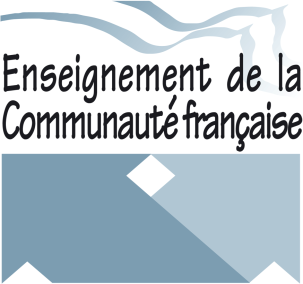 Enseignement de la
Communauté française